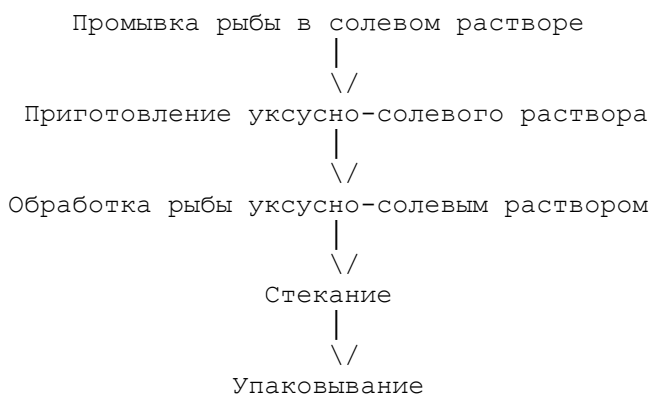 Промывка рыбы в солевом растворе
|
\/
Приготовление уксусно-солевого раствора
|
\/
Обработка рыбы уксусно-солевым раствором
|
\/
Стекание
|
\/
Упаковывание